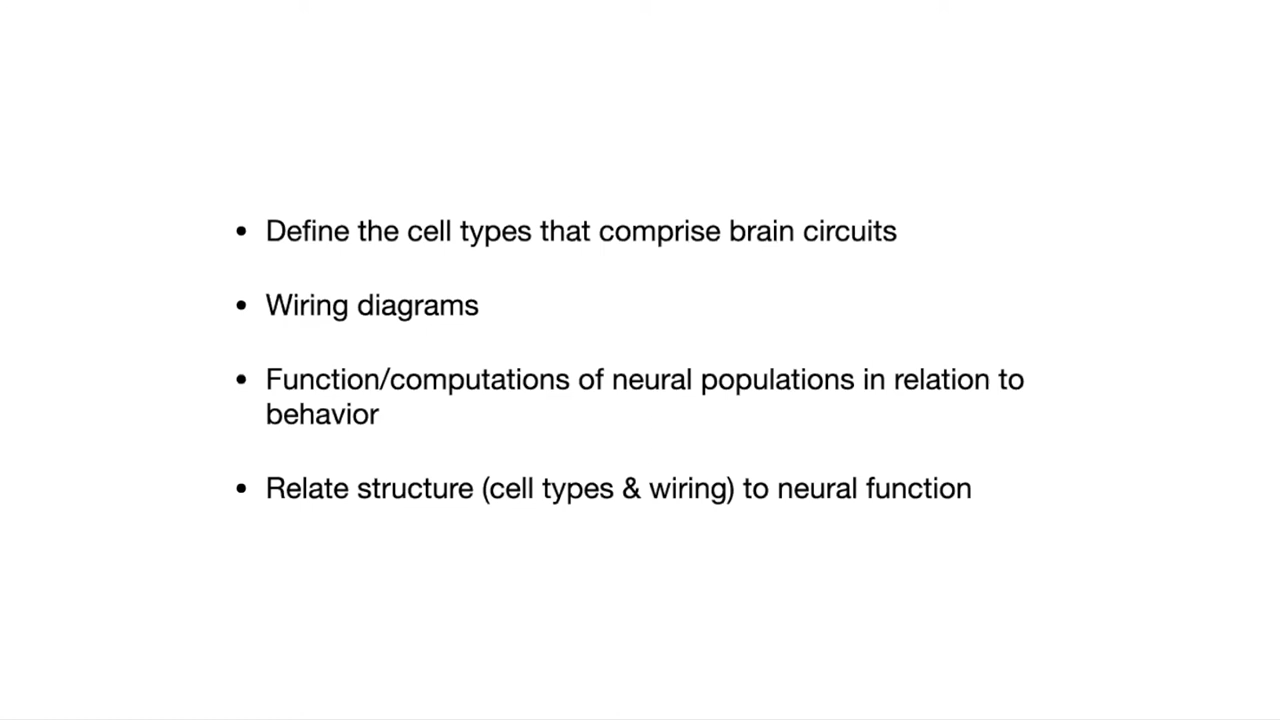 • Define the cell types that comprise brain circuits
• Wiring diagrams
• Function/computations of neural populations in relation to
behavior
• Relate structure (cell types & wiring) to neural function